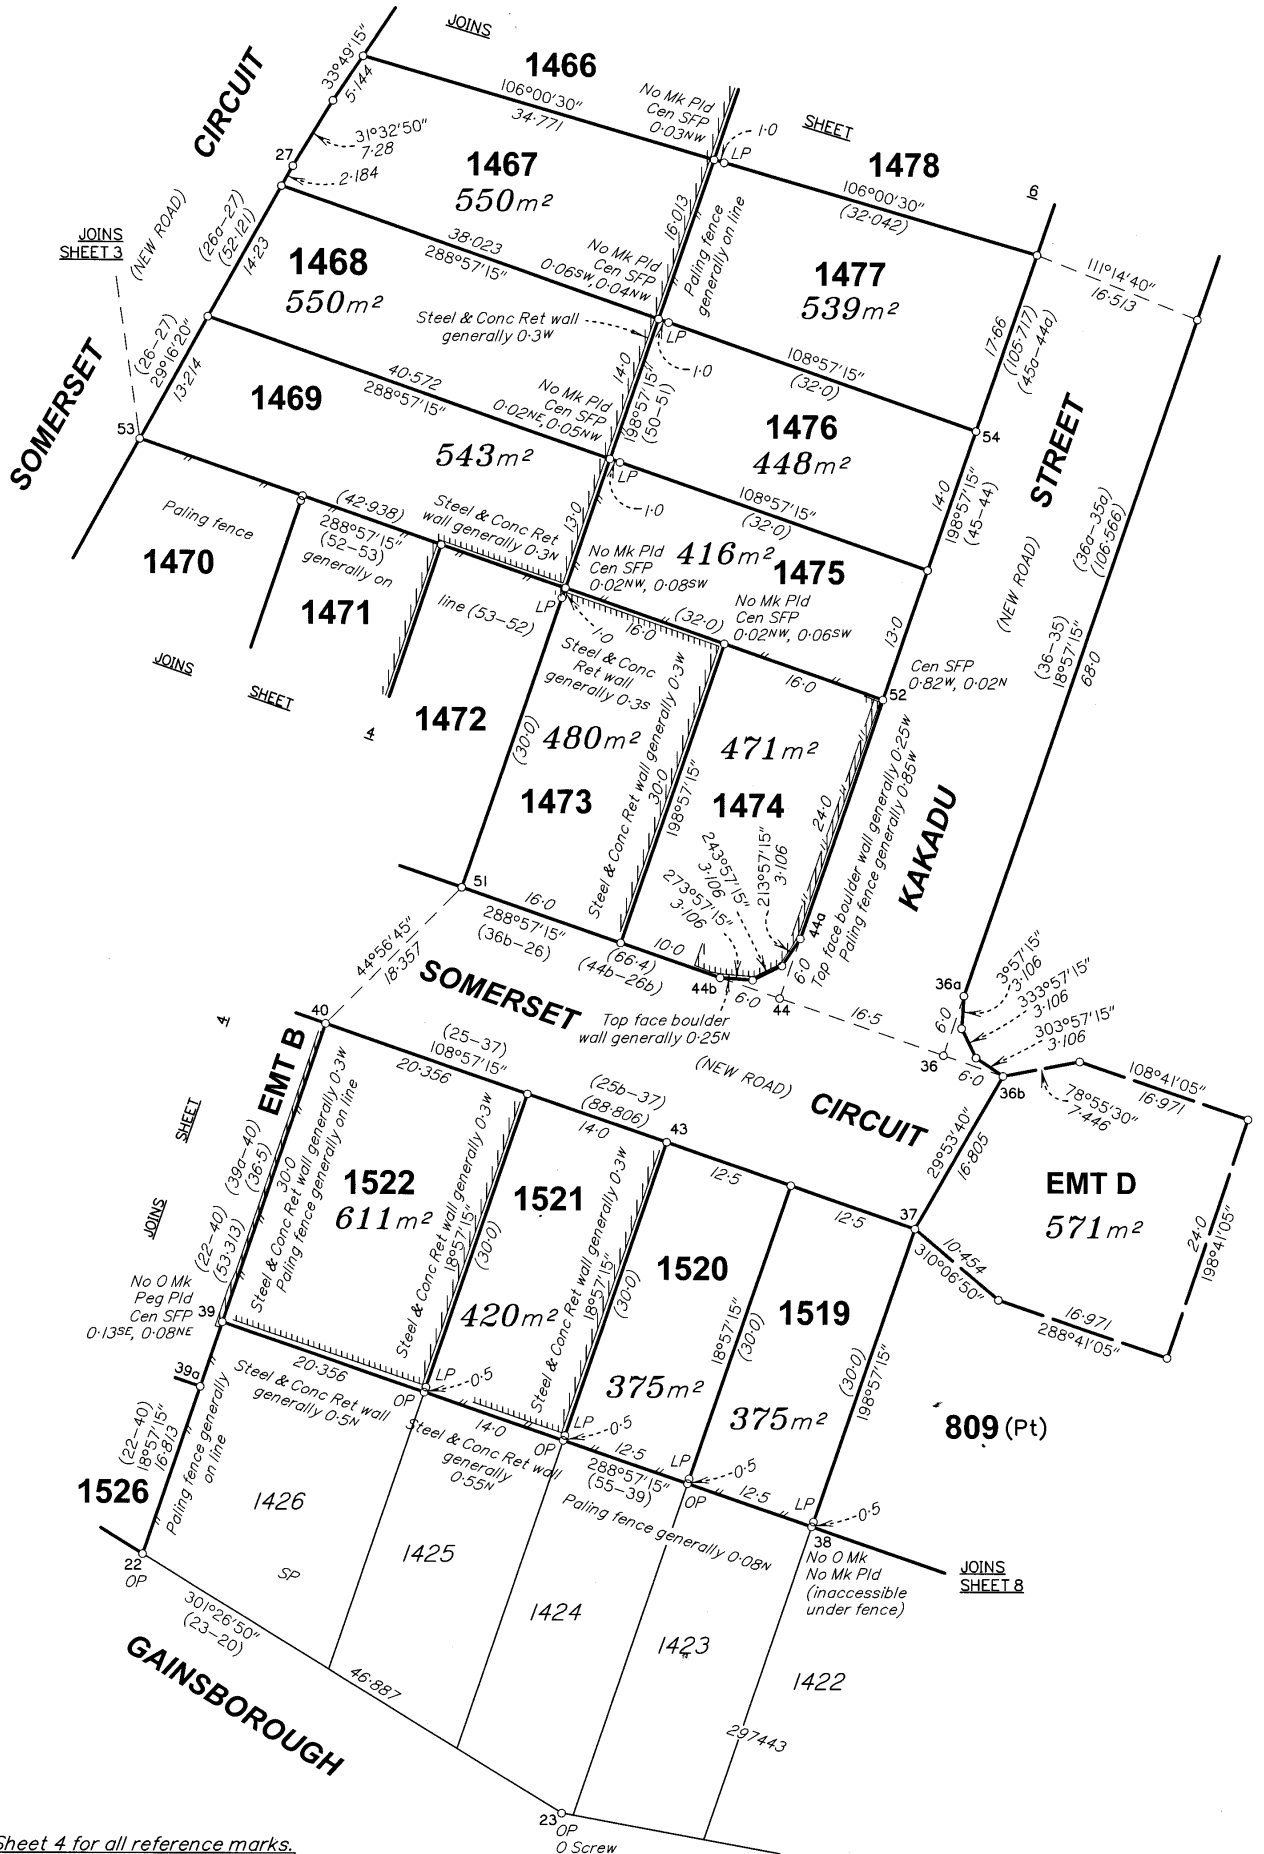 JOINS
1466
106°00'30"
34·771
33°49'15"
5·144
CIRCUIT
31°32'50"
7·28
27
2·184
1467
550m²
No Mk Pld
Cen SFP
0·03NW
1·0
LP
SHEET
1478
106°00'30"
(32·042)
6
JOINS
SHEET 3
(NEW ROAD)
(26a-27)
(52·121)
14·23
1468
550m²
38·023
288°57'15"
No Mk Pld
Cen SFP
0·06SW, 0·04NW
16·013
Paling fence
generally on line
1477
539m²
111°14'40"
16·513
17·66
(105·717)
(45a-44a)
Steel & Conc Ret wall
generally 0·3W
LP
1·0
108°57'15"
(32·0)
SOMERSET
(26-27)
29°16'20"
13·214
53
1469
543m²
40·572
288°57'15"
No Mk Pld
Cen SFP
0·02NE, 0·05NW
14·0
198°57'15"
(50-51)
1476
448m²
54
STREET
LP
1·0
108°57'15"
(32·0)
14·0
198°57'15"
(45-44)
(36a-35a)
(106·566)
Paling fence
1470
(42·938)
288°57'15"
(52-53)
generally on
1471
Steel & Conc Ret
wall generally 0·3N
13·0
No Mk Pld
Cen SFP
0·02NW, 0·08SW
416m²
1475
No Mk Pld
Cen SFP
0·02NW, 0·06SW
(NEW ROAD)
line (53-52)
LP
1·0
(32·0)
16·0
16·0
13·0
Cen SFP
0·82W, 0·02N
52
(36-35)
18°57'15"
68·0
JOINS
SHEET
4
1472
Steel & Conc
Ret wall
generally 0·3S
(30·0)
480m²
1473
Steel & Conc Ret wall generally 0·3W
30·0
198°57'15"
471m²
1474
24·0
Top face boulder wall generally 0·25W
Paling fence generally 0·85W
KAKADU
213°57'15"
3·106
243°57'15"
3·106
273°57'15"
3·106
51
16·0
288°57'15"
(36b-26)
10·0
(66·4)
(44b-26b)
44a
6·0
44b
6·0
44
16·5
44°56'45"
18·357
SOMERSET
Top face boulder
wall generally 0·25N
(NEW ROAD)
CIRCUIT
36a
6·0
3°57'15"
3·106
333°57'15"
3·106
303°57'15"
3·106
36
6·0
36b
78°55'30"
7·446
108°41'05"
16·971
29°53'40"
16·805
EMT D
571m²
24·0
198°41'05"
16·971
288°41'05"
10·454
310°06'50"
37
4
SHEET
JOINS
EMT B
40
(25-37)
108°57'15"
20·356
(25b-37)
(88·806)
14·0
43
12·5
12·5
(39a-40)
(36·5)
30·0
Steel & Conc Ret wall generally 0·3W
Paling fence generally on line
1522
611m²
Steel & Conc Ret wall generally 0·3W
18°57'15"
(30·0)
1521
420m²
Steel & Conc Ret wall generally 0·3W
18°57'15"
(30·0)
1520
375m²
18°57'15"
(30·0)
1519
375m²
(30·0)
198°57'15"
809 (Pt)
(22-40)
(53·313)
No O Mk
Peg Pld
Cen SFP
0·13SE, 0·08NE
39
39a
20·356
Steel & Conc Ret wall
generally 0·5N
LP
0·5
OP
14·0
Steel & Conc Ret wall
generally
0·55N
LP
0·5
OP
12·5
288°57'15"
(55-39)
0·5
OP
12·5
LP
0·5
38
Paling fence generally 0·08N
No O Mk
No Mk Pld
(inaccessible
under fence)
JOINS
SHEET 8
(22-40)
18°57'15"
16·813
Paling fence generally
on line
1526
22
OP
1426
SP
1425
1424
1423
1422
301°26'50"
(23-20)
46·887
GAINSBOROUGH
297443
23
OP
O Screw
Sheet 4 for all reference marks.